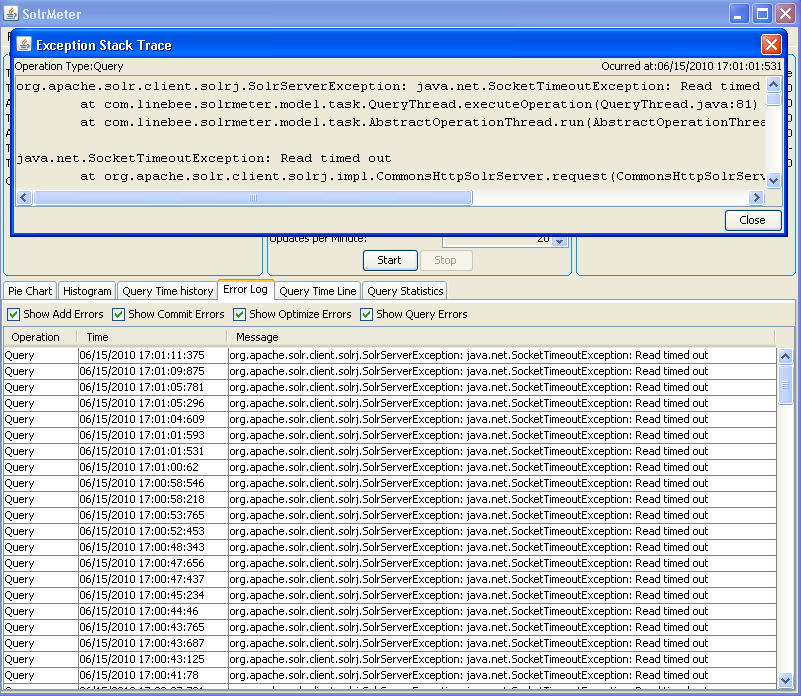 SolrMeter
Exception Stack Trace
Operation Type:Query
Ocurred at:06/15/2010 17:01:01:531
org.apache.solr.client.solrj.SolrServerException: java.net.SocketTimeoutException: Read timed
at com.linebee.solrmeter.model.task.QueryThread.executeOperation(QueryThread.java:81)
at com.linebee.solrmeter.model.task.AbstractOperationThread.run(AbstractOperationThrea
java.net.SocketTimeoutException: Read timed out
at org.apache.solr.client.solrj.impl.CommonsHttpSolrServer.request(CommonsHttpSolrServ
Close
Updates per Minute: 20
Start Stop
Pie Chart Histogram Query Time history Error Log Query Time Line Query Statistics
Show Add Errors Show Commit Errors Show Optimize Errors Show Query Errors
Operation Time Message
Query 06/15/2010 17:01:11:375 org.apache.solr.client.solrj.SolrServerException: java.net.SocketTimeoutException: Read timed out
Query 06/15/2010 17:01:09:875 org.apache.solr.client.solrj.SolrServerException: java.net.SocketTimeoutException: Read timed out
Query 06/15/2010 17:01:05:781 org.apache.solr.client.solrj.SolrServerException: java.net.SocketTimeoutException: Read timed out
Query 06/15/2010 17:01:05:296 org.apache.solr.client.solrj.SolrServerException: java.net.SocketTimeoutException: Read timed out
Query 06/15/2010 17:01:04:609 org.apache.solr.client.solrj.SolrServerException: java.net.SocketTimeoutException: Read timed out
Query 06/15/2010 17:01:01:593 org.apache.solr.client.solrj.SolrServerException: java.net.SocketTimeoutException: Read timed out
Query 06/15/2010 17:01:01:531 org.apache.solr.client.solrj.SolrServerException: java.net.SocketTimeoutException: Read timed out
Query 06/15/2010 17:01:00:62 org.apache.solr.client.solrj.SolrServerException: java.net.SocketTimeoutException: Read timed out
Query 06/15/2010 17:00:58:546 org.apache.solr.client.solrj.SolrServerException: java.net.SocketTimeoutException: Read timed out
Query 06/15/2010 17:00:58:218 org.apache.solr.client.solrj.SolrServerException: java.net.SocketTimeoutException: Read timed out
Query 06/15/2010 17:00:53:765 org.apache.solr.client.solrj.SolrServerException: java.net.SocketTimeoutException: Read timed out
Query 06/15/2010 17:00:52:453 org.apache.solr.client.solrj.SolrServerException: java.net.SocketTimeoutException: Read timed out
Query 06/15/2010 17:00:48:343 org.apache.solr.client.solrj.SolrServerException: java.net.SocketTimeoutException: Read timed out
Query 06/15/2010 17:00:47:656 org.apache.solr.client.solrj.SolrServerException: java.net.SocketTimeoutException: Read timed out
Query 06/15/2010 17:00:47:437 org.apache.solr.client.solrj.SolrServerException: java.net.SocketTimeoutException: Read timed out
Query 06/15/2010 17:00:45:234 org.apache.solr.client.solrj.SolrServerException: java.net.SocketTimeoutException: Read timed out
Query 06/15/2010 17:00:44:46 org.apache.solr.client.solrj.SolrServerException: java.net.SocketTimeoutException: Read timed out
Query 06/15/2010 17:00:43:765 org.apache.solr.client.solrj.SolrServerException: java.net.SocketTimeoutException: Read timed out
Query 06/15/2010 17:00:43:687 org.apache.solr.client.solrj.SolrServerException: java.net.SocketTimeoutException: Read timed out
Query 06/15/2010 17:00:43:125 org.apache.solr.client.solrj.SolrServerException: java.net.SocketTimeoutException: Read timed out
Query 06/15/2010 17:00:41:78 org.apache.solr.client.solrj.SolrServerException: java.net.SocketTimeoutException: Read timed out